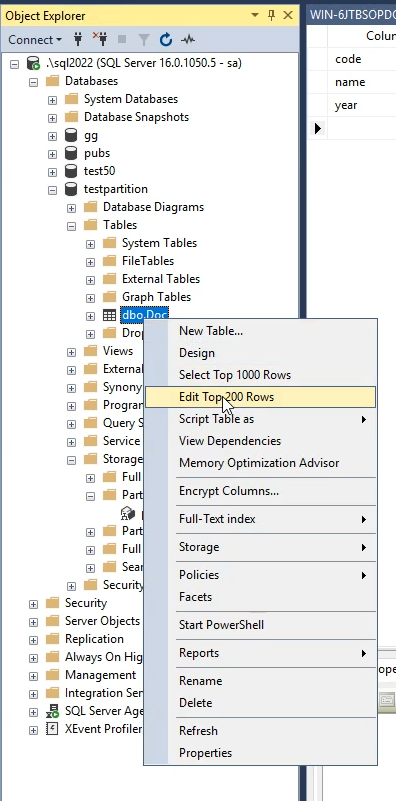 Object Explorer
WIN-6JTBSOPDC
Connect
.\sql2022 (SQL Server 16.0.1050.5 - sa)
Databases
System Databases
Database Snapshots
gg
pubs
test50
testpartition
Database Diagrams
Tables
System Tables
FileTables
External Tables
Graph Tables
dbo.Doc
Drop
Views
External
Synony
Program
Query S
Service
Storage
Full
Part
Part
Full
Sear
Security
Security
Server Objects
Replication
Always On Hig
Management
Integration Ser
SQL Server Age
XEvent Profiler
New Table...
Design
Select Top 1000 Rows
Edit Top 200 Rows
Script Table as
View Dependencies
Memory Optimization Advisor
Encrypt Columns...
Full-Text index
Storage
Policies
Facets
Start PowerShell
Reports
Rename
Delete
Refresh
Properties
Colum
code
name
year
ope